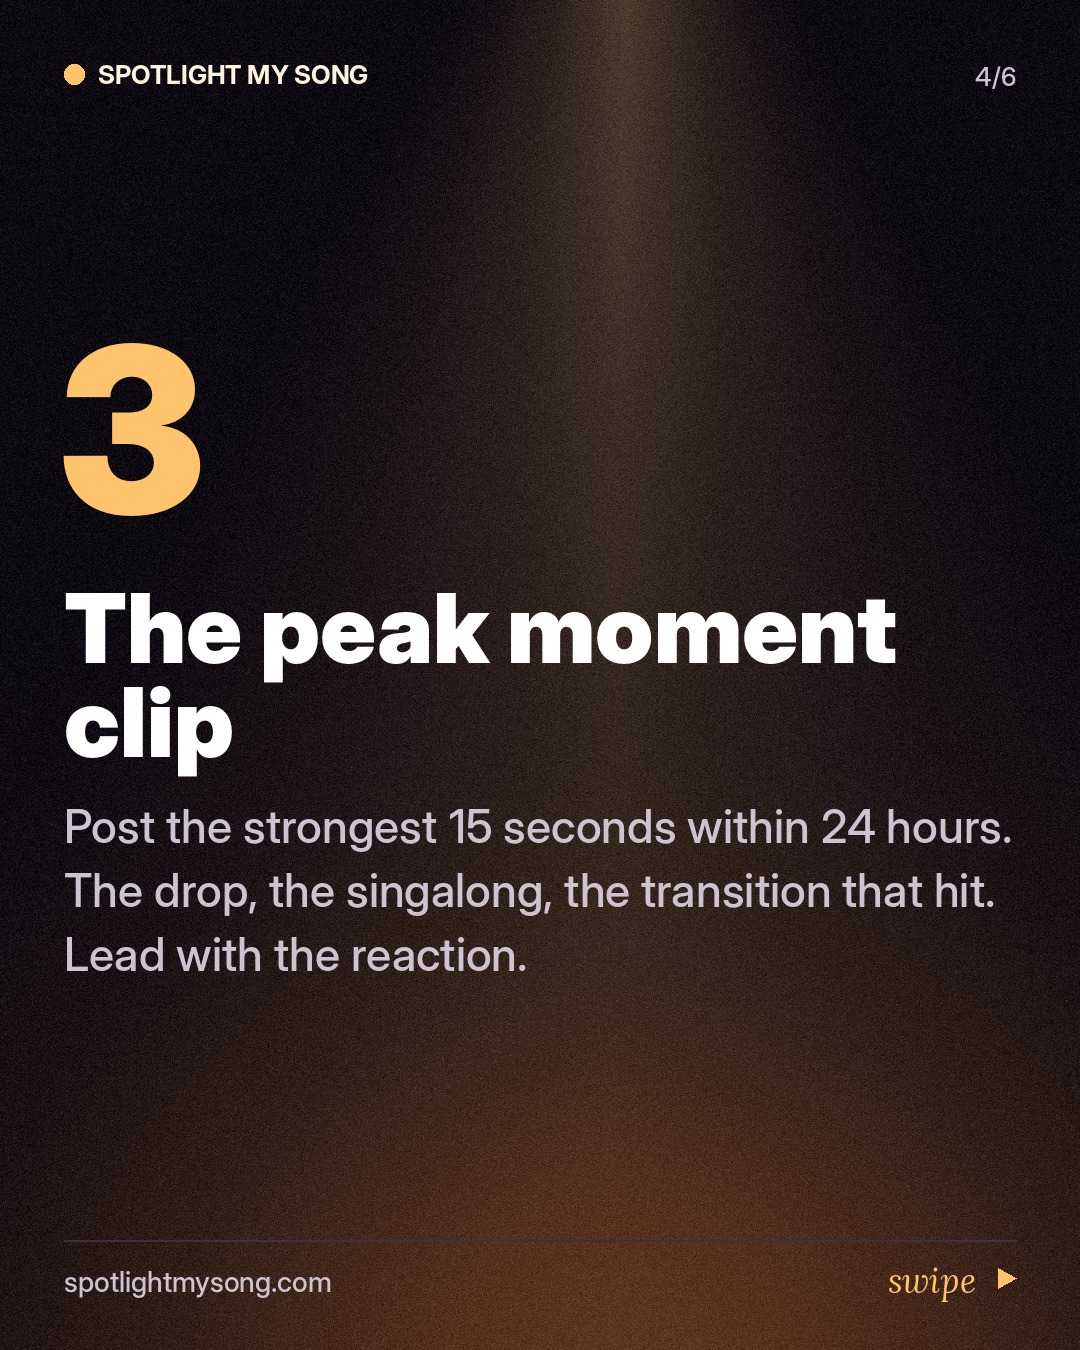 SPOTLIGHT MY SONG
4/6
3
The peak moment
clip
Post the strongest 15 seconds within 24 hours.
The drop, the singalong, the transition that hit.
Lead with the reaction.
spotlightmysong.com
swipe